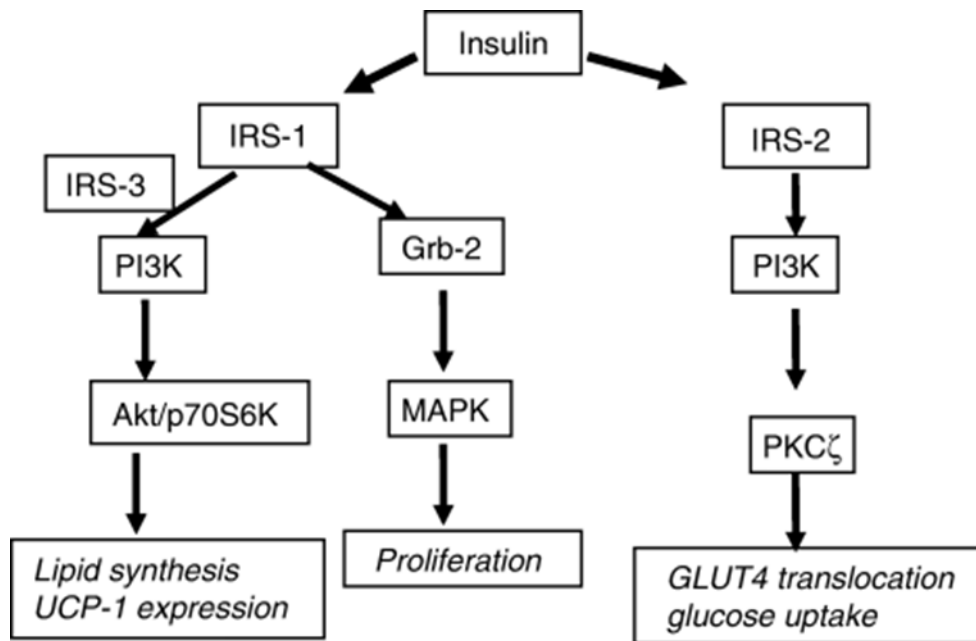 Insulin
IRS-1
IRS-2
IRS-3
PI3K
Grb-2
PI3K
Akt/p70S6K
MAPK
PKCζ
Lipid synthesis
UCP-1 expression
Proliferation
GLUT4 translocation
glucose uptake